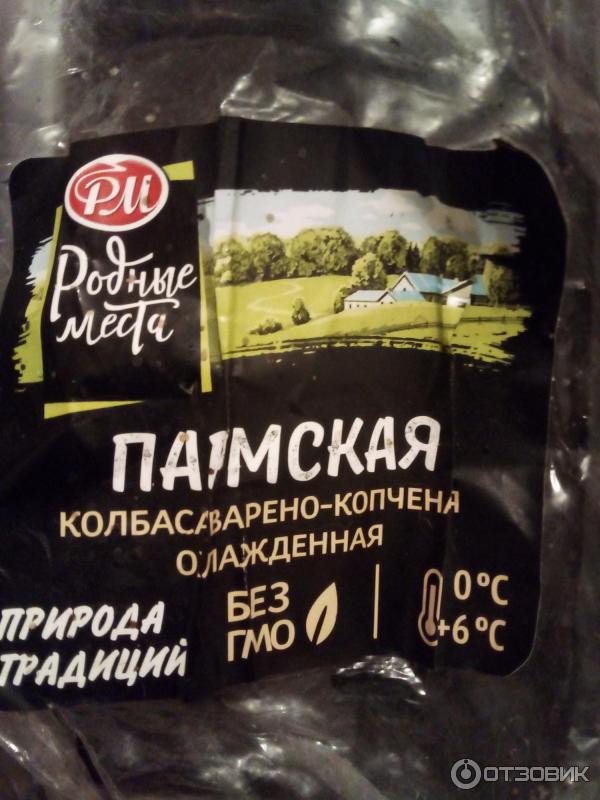 РМ
Родные
места
ПАРМСКАЯ
КОЛБАСА ВАРЕНО-КОПЧЕНА
ОХЛАЖДЕННАЯ
ПРИРОДА
ТРАДИЦИЙ
БЕЗ
ГМО
0°C
+6°C
ОТЗОВИК